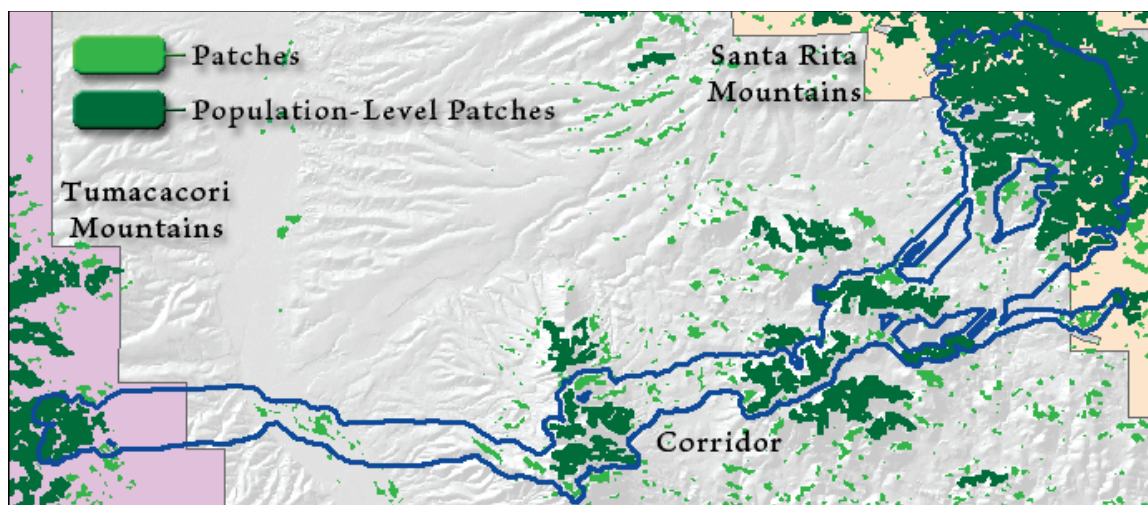 Patches
Population-Level Patches
Santa Rita
Mountains
Tumacacori
Mountains
Corridor